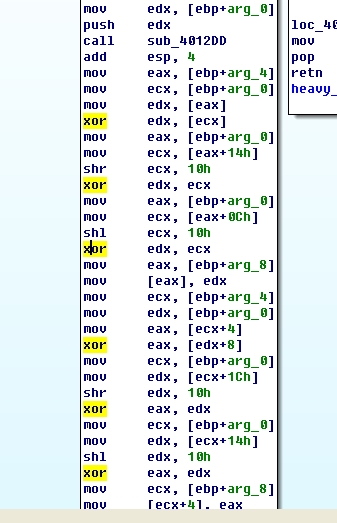 mov edx, [ebp+arg_0]
push edx
call sub_4012DD
add esp, 4
mov eax, [ebp+arg_4]
mov ecx, [ebp+arg_0]
mov edx, [eax]
xor edx, [ecx]
mov eax, [ebp+arg_0]
mov ecx, [eax+14h]
shr ecx, 10h
xor edx, ecx
mov eax, [ebp+arg_0]
mov ecx, [eax+0Ch]
shl ecx, 10h
xor edx, ecx
mov eax, [ebp+arg_8]
mov [eax], edx
mov ecx, [ebp+arg_4]
mov edx, [ebp+arg_0]
mov eax, [ecx+4]
xor eax, [edx+8]
mov ecx, [ebp+arg_0]
mov edx, [ecx+1Ch]
shr edx, 10h
xor eax, edx
mov ecx, [ebp+arg_0]
mov edx, [ecx+14h]
shl edx, 10h
xor eax, edx
mov ecx, [ebp+arg_8]
mov [ecx+4], eax
loc_40
mov
pop
retn
heavy_